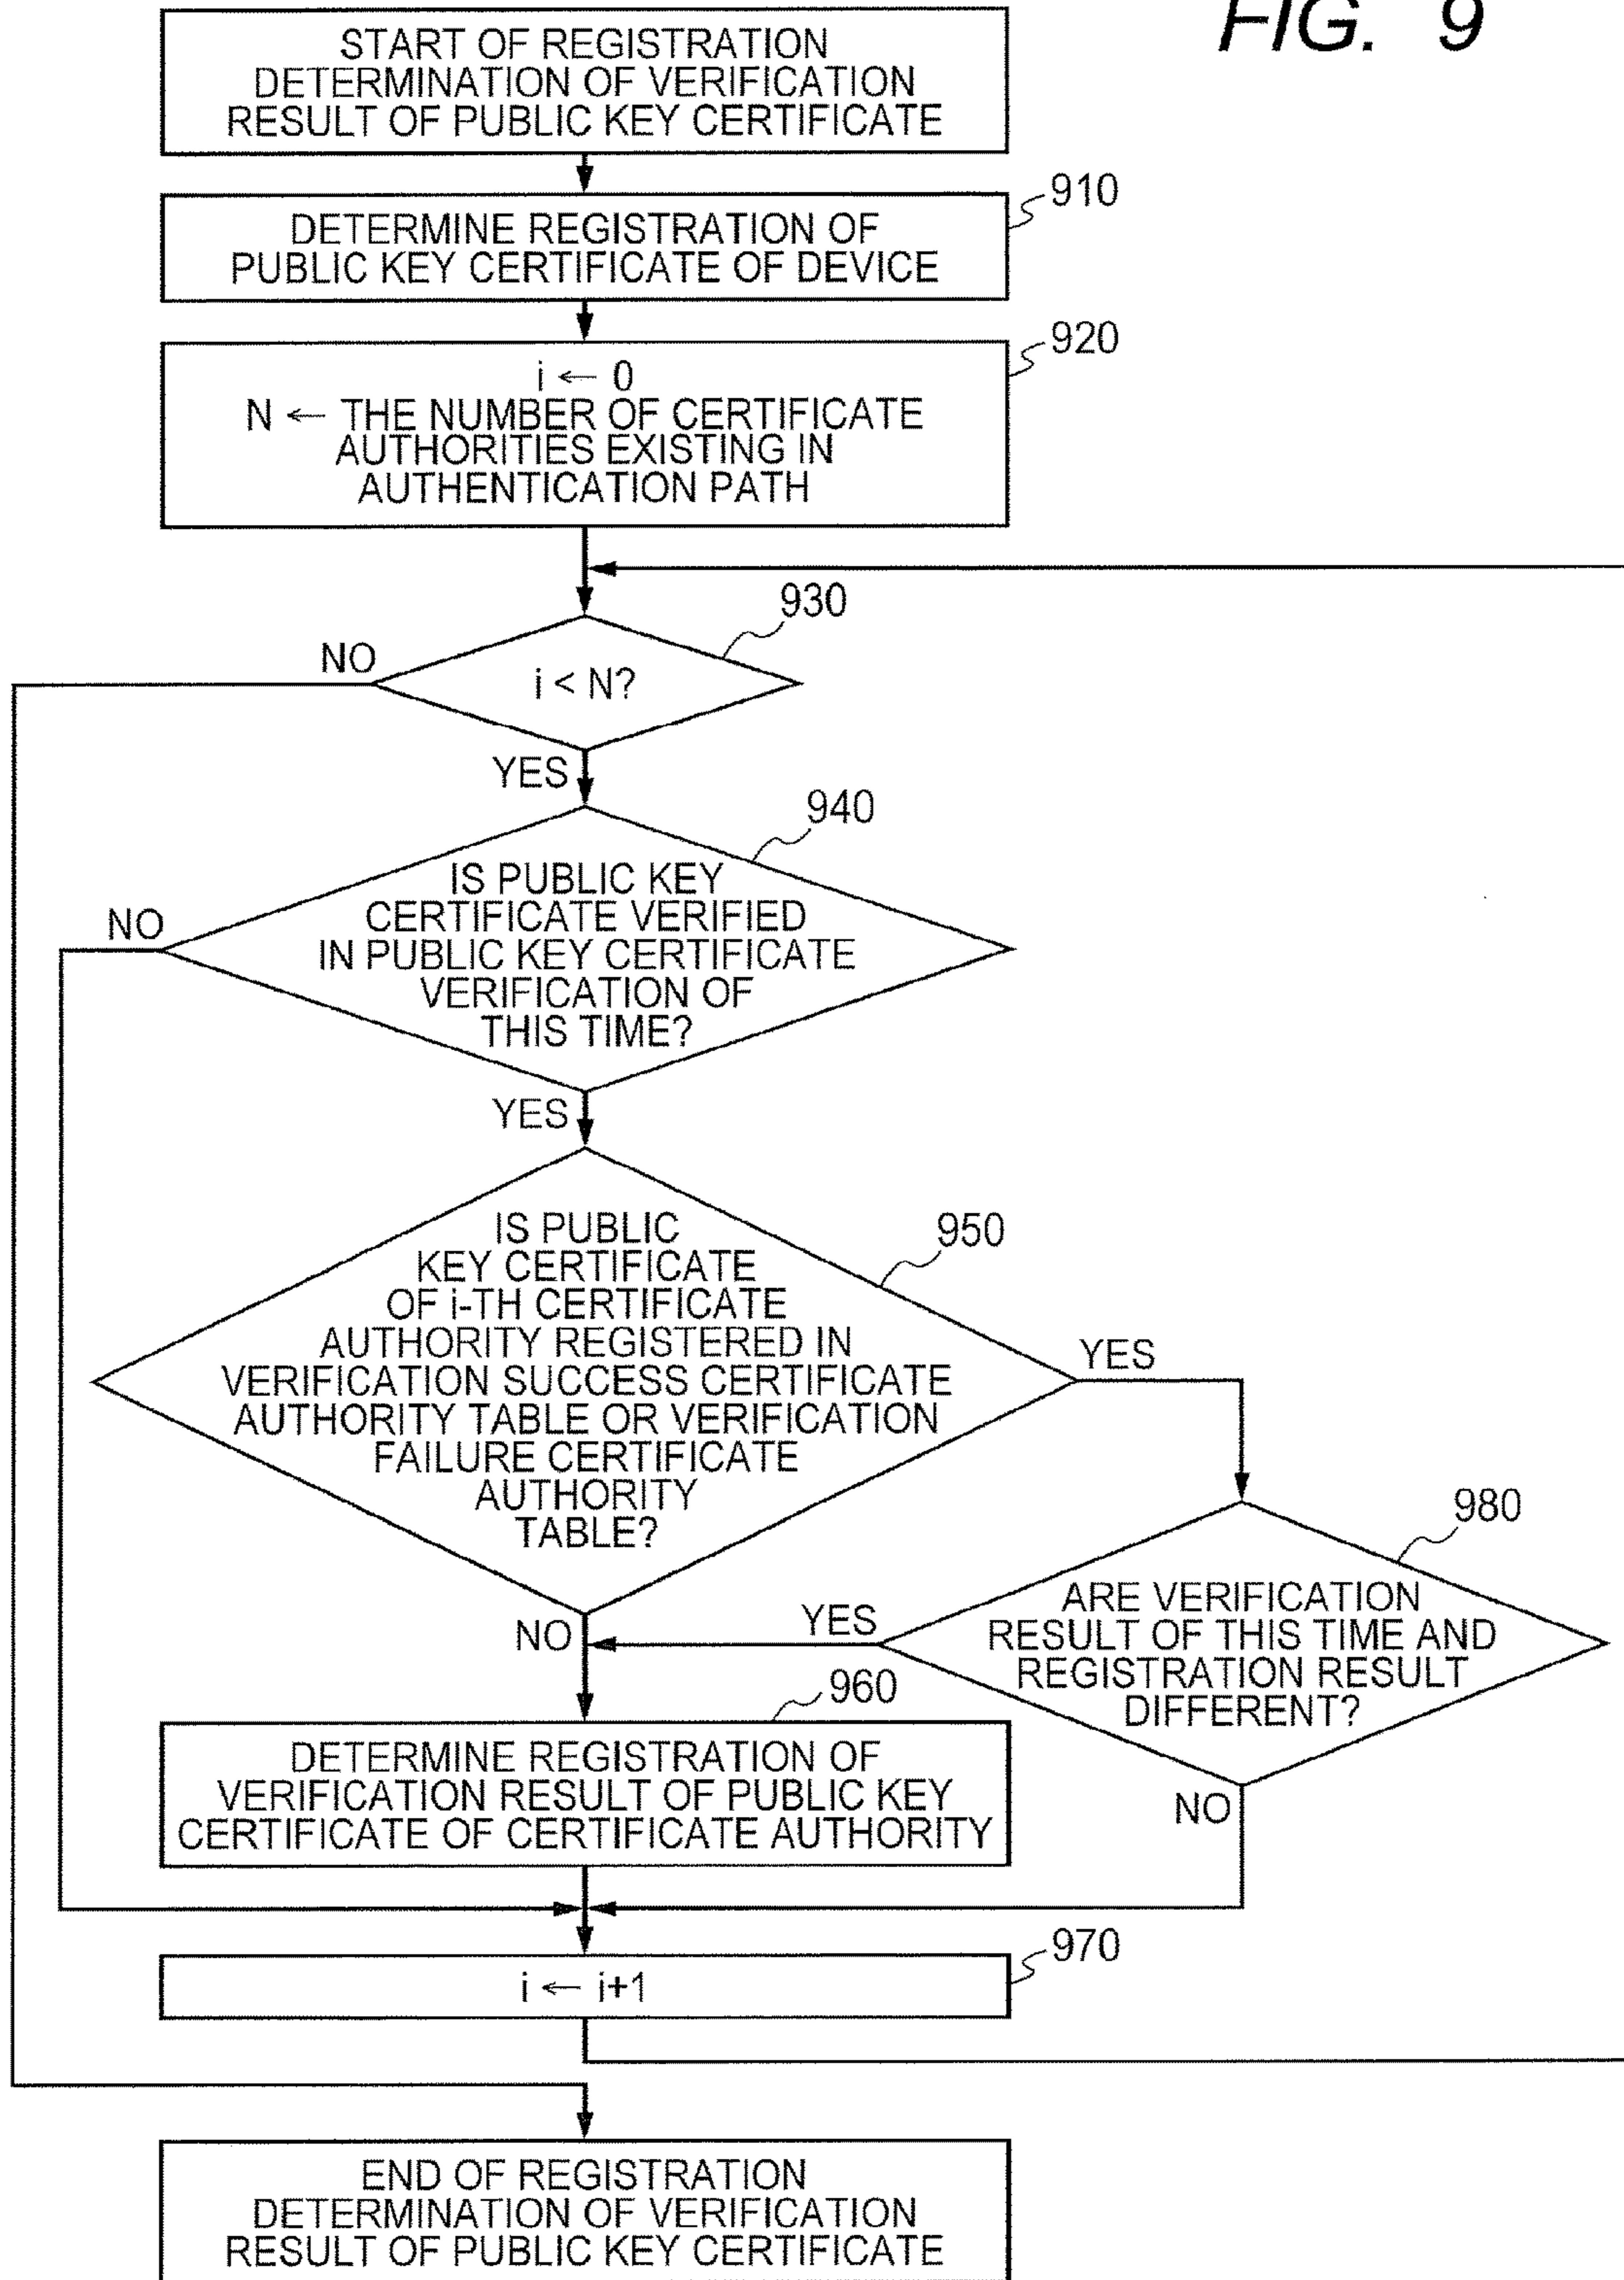 FIG. 9
START OF REGISTRATION
DETERMINATION OF VERIFICATION
RESULT OF PUBLIC KEY CERTIFICATE
910
DETERMINE REGISTRATION OF
PUBLIC KEY CERTIFICATE OF DEVICE
920
i ← 0
N ← THE NUMBER OF CERTIFICATE
AUTHORITIES EXISTING IN
AUTHENTICATION PATH
930
NO
i < N?
YES
940
NO
IS PUBLIC KEY
CERTIFICATE VERIFIED
IN PUBLIC KEY CERTIFICATE
VERIFICATION OF
THIS TIME?
YES
950
IS PUBLIC
KEY CERTIFICATE
OF i-TH CERTIFICATE
AUTHORITY REGISTERED IN
VERIFICATION SUCCESS CERTIFICATE
AUTHORITY TABLE OR VERIFICATION
FAILURE CERTIFICATE
AUTHORITY
TABLE?
YES
NO
980
ARE VERIFICATION
RESULT OF THIS TIME AND
REGISTRATION RESULT
DIFFERENT?
YES
NO
960
DETERMINE REGISTRATION OF
VERIFICATION RESULT OF PUBLIC KEY
CERTIFICATE OF CERTIFICATE AUTHORITY
970
i ← i+1
END OF REGISTRATION
DETERMINATION OF VERIFICATION
RESULT OF PUBLIC KEY CERTIFICATE